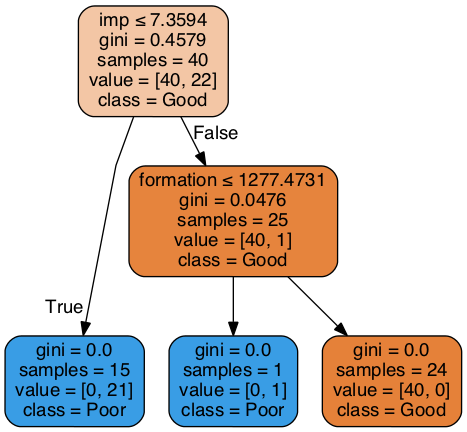 imp ≤ 7.3594
gini = 0.4579
samples = 40
value = [40, 22]
class = Good
False
formation ≤ 1277.4731
gini = 0.0476
samples = 25
value = [40, 1]
class = Good
True
gini = 0.0
samples = 15
value = [0, 21]
class = Poor
gini = 0.0
samples = 1
value = [0, 1]
class = Poor
gini = 0.0
samples = 24
value = [40, 0]
class = Good